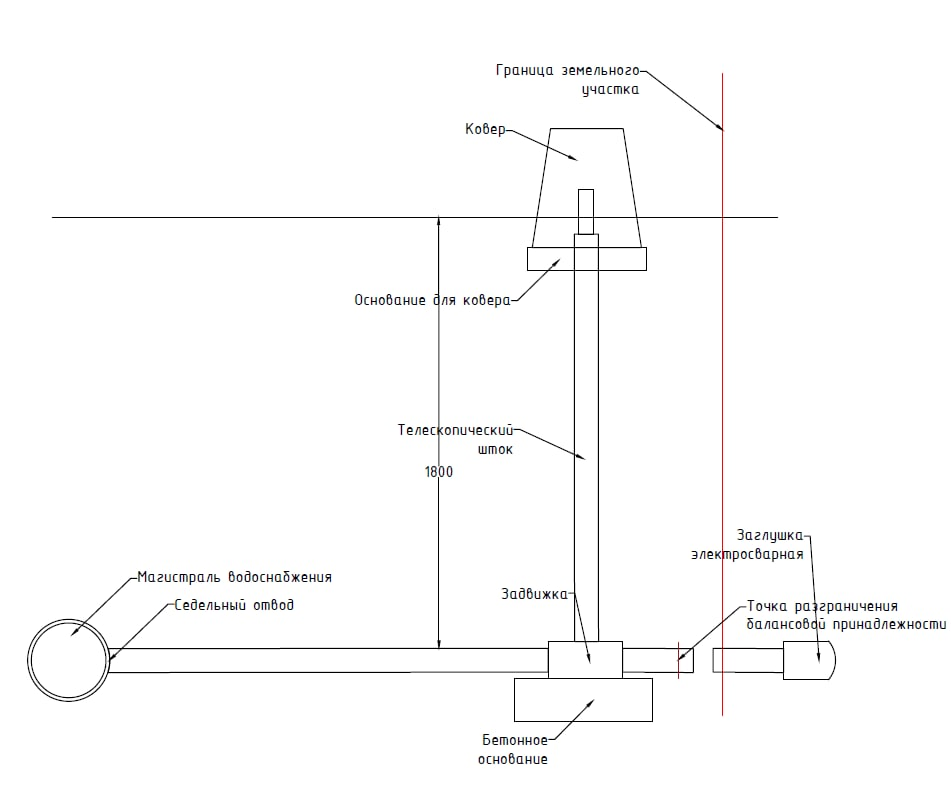 Граница земельного
участка
Ковер
Основание для ковера
Телескопический
шток
1800
Заглушка
электросварная
Магистраль водоснабжения
Седельный отвод
Задвижка
Точка разграничения
балансовой принадлежности
Бетонное
основание